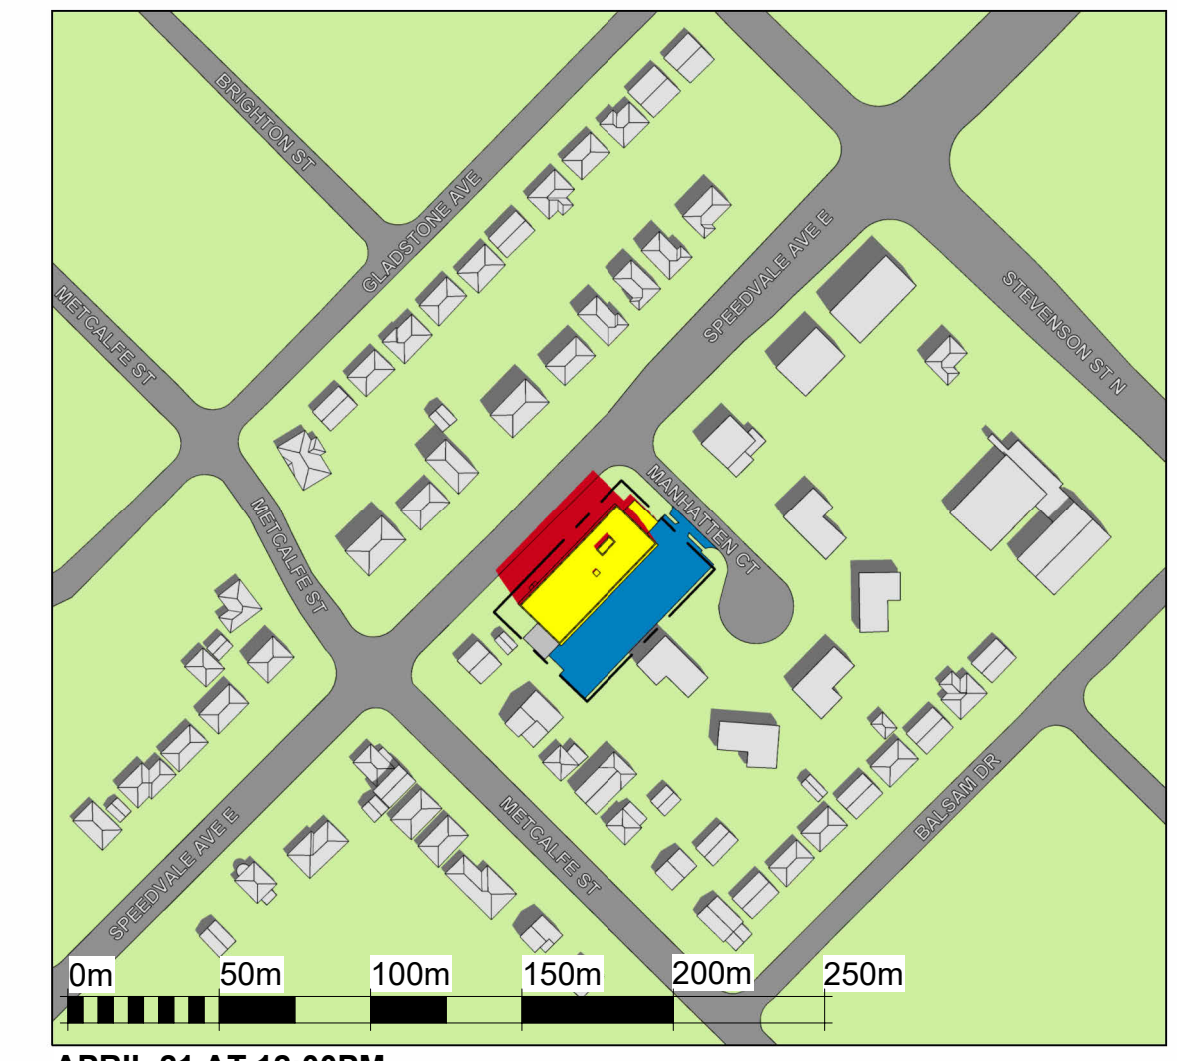 BRIGHTON ST
GLADSTONE AVE
METCALFE ST
SPEEDVALE AVE E
STEVENSON ST N
MANHATTEN CT
METCALFE ST
BALSAM DR
METCALFE ST
SPEEDVALE AVE E
0m 50m 100m 150m 200m 250m